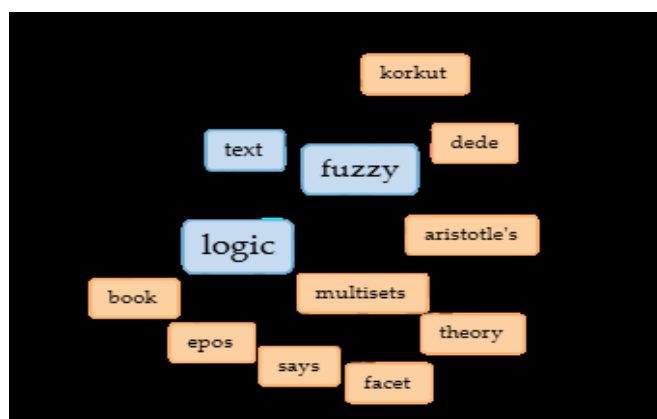 korkut
dede
text
fuzzy
aristotle's
logic
multisets
book
theory
epos
says
facet